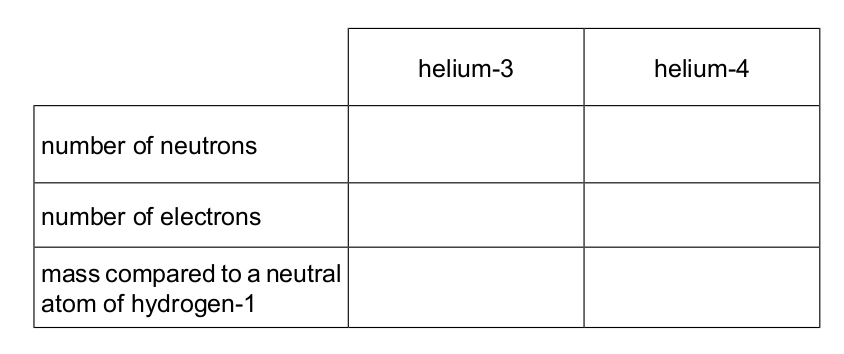 helium-3
helium-4
number of neutrons
number of electrons
mass compared to a neutral
atom of hydrogen-1